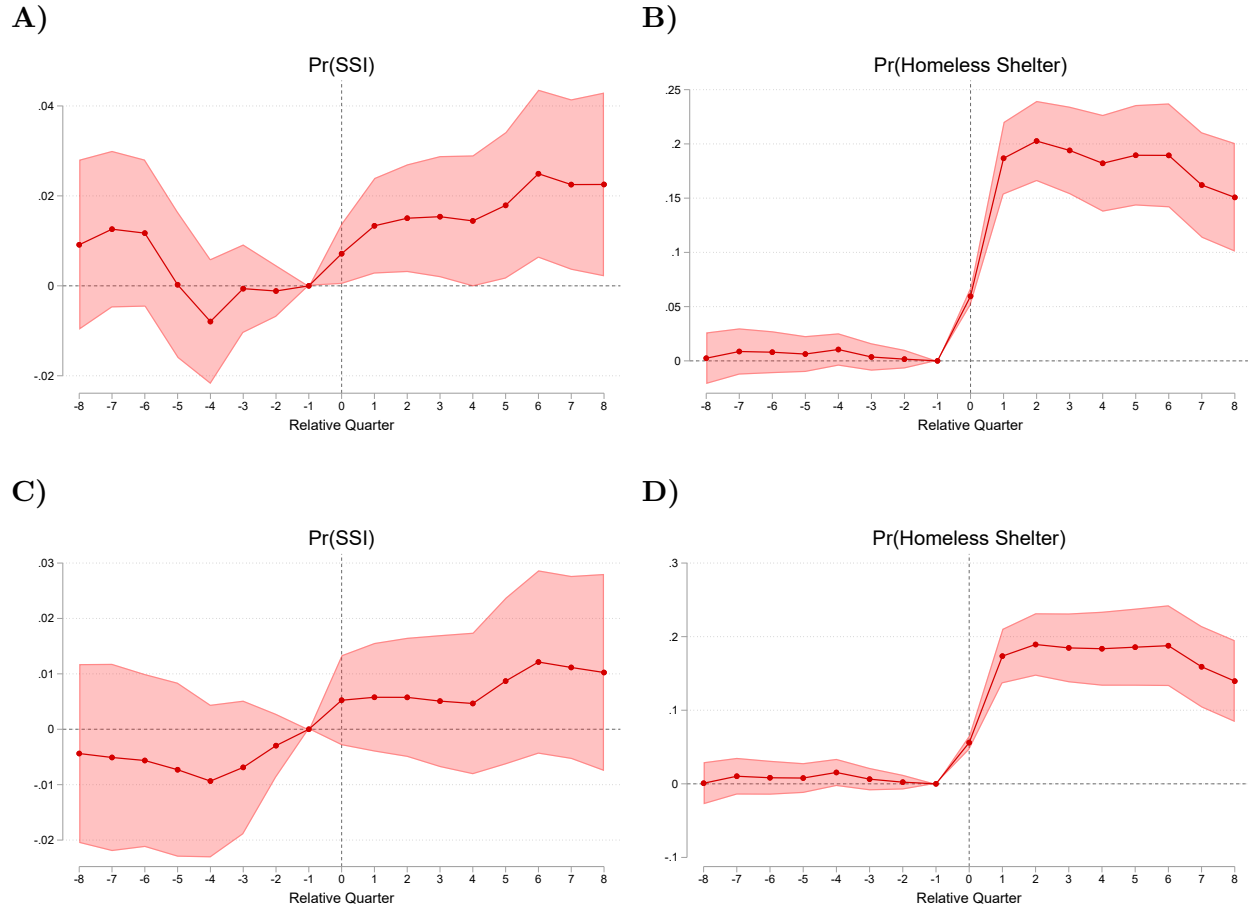 A)
Pr(SSI)
.04
.02
0
-.02
-8 -7 -6 -5 -4 -3 -2 -1 0 1 2 3 4 5 6 7 8
Relative Quarter
B)
Pr(Homeless Shelter)
.25
.2
.15
.1
.05
0
-8 -7 -6 -5 -4 -3 -2 -1 0 1 2 3 4 5 6 7 8
Relative Quarter
C)
Pr(SSI)
.03
.02
.01
0
-.01
-.02
-8 -7 -6 -5 -4 -3 -2 -1 0 1 2 3 4 5 6 7 8
Relative Quarter
D)
Pr(Homeless Shelter)
.3
.2
.1
0
-.1
-8 -7 -6 -5 -4 -3 -2 -1 0 1 2 3 4 5 6 7 8
Relative Quarter